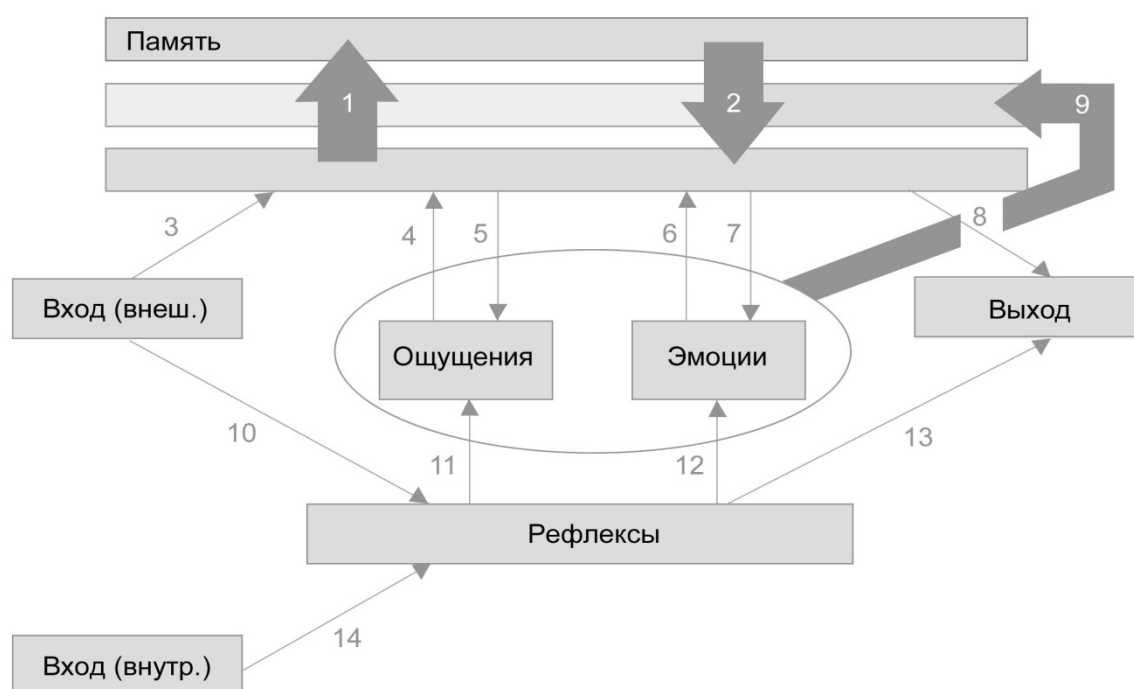 Память
1
2
9
3
4
5
6
7
8
Вход (внеш.)
Ощущения
Эмоции
Выход
10
11
12
13
Рефлексы
14
Вход (внутр.)